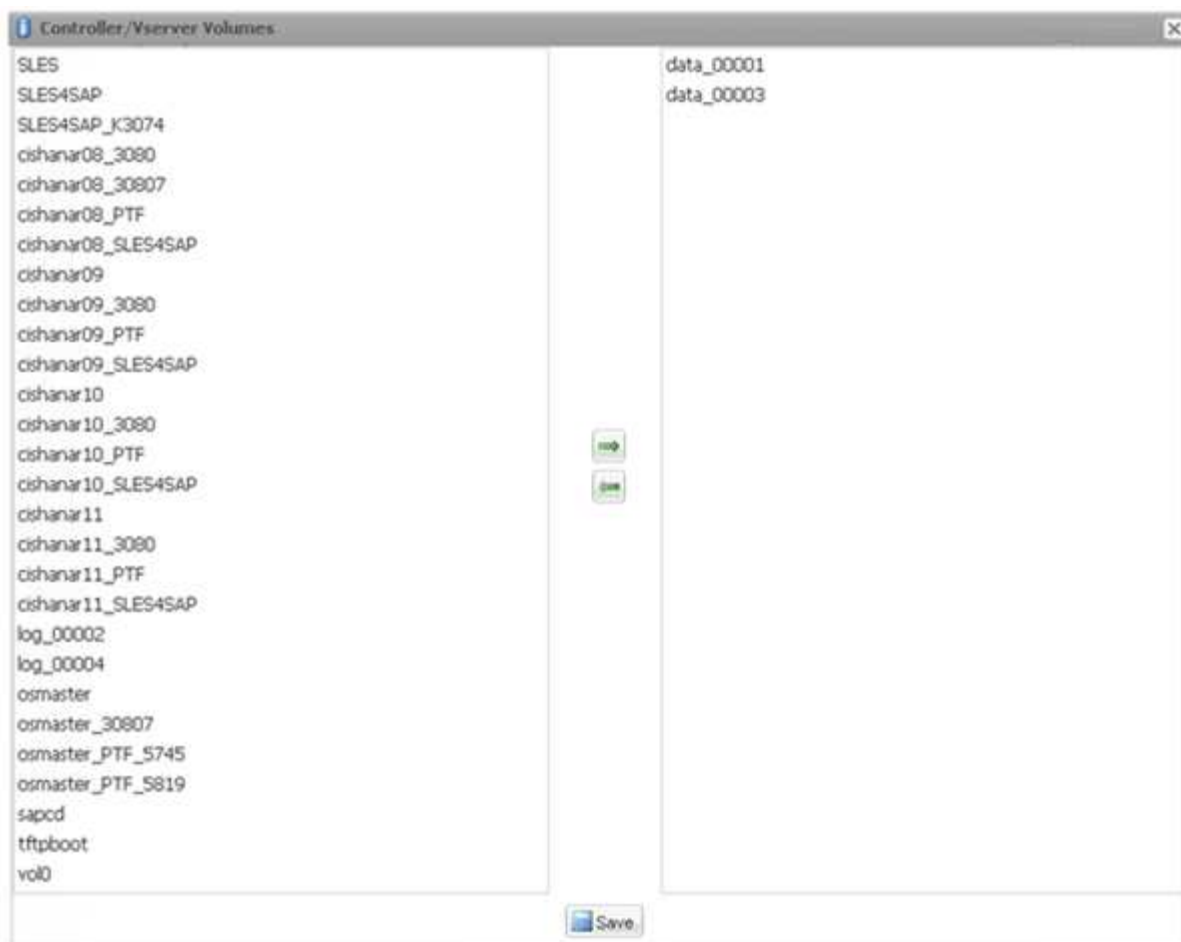 Controller/Vserver Volumes
SLES
SLES4SAP
SLES4SAP_K3074
cishanar08_3080
cishanar08_30807
cishanar08_PTF
cishanar08_SLES4SAP
cishanar09
cishanar09_3080
cishanar09_PTF
cishanar09_SLES4SAP
cishanar10
cishanar10_3080
cishanar10_PTF
cishanar10_SLES4SAP
cishanar11
cishanar11_3080
cishanar11_PTF
cishanar11_SLES4SAP
log_00002
log_00004
osmaster
osmaster_30807
osmaster_PTF_5745
osmaster_PTF_5819
sapcd
tftpboot
vol0
data_00001
data_00003
Save